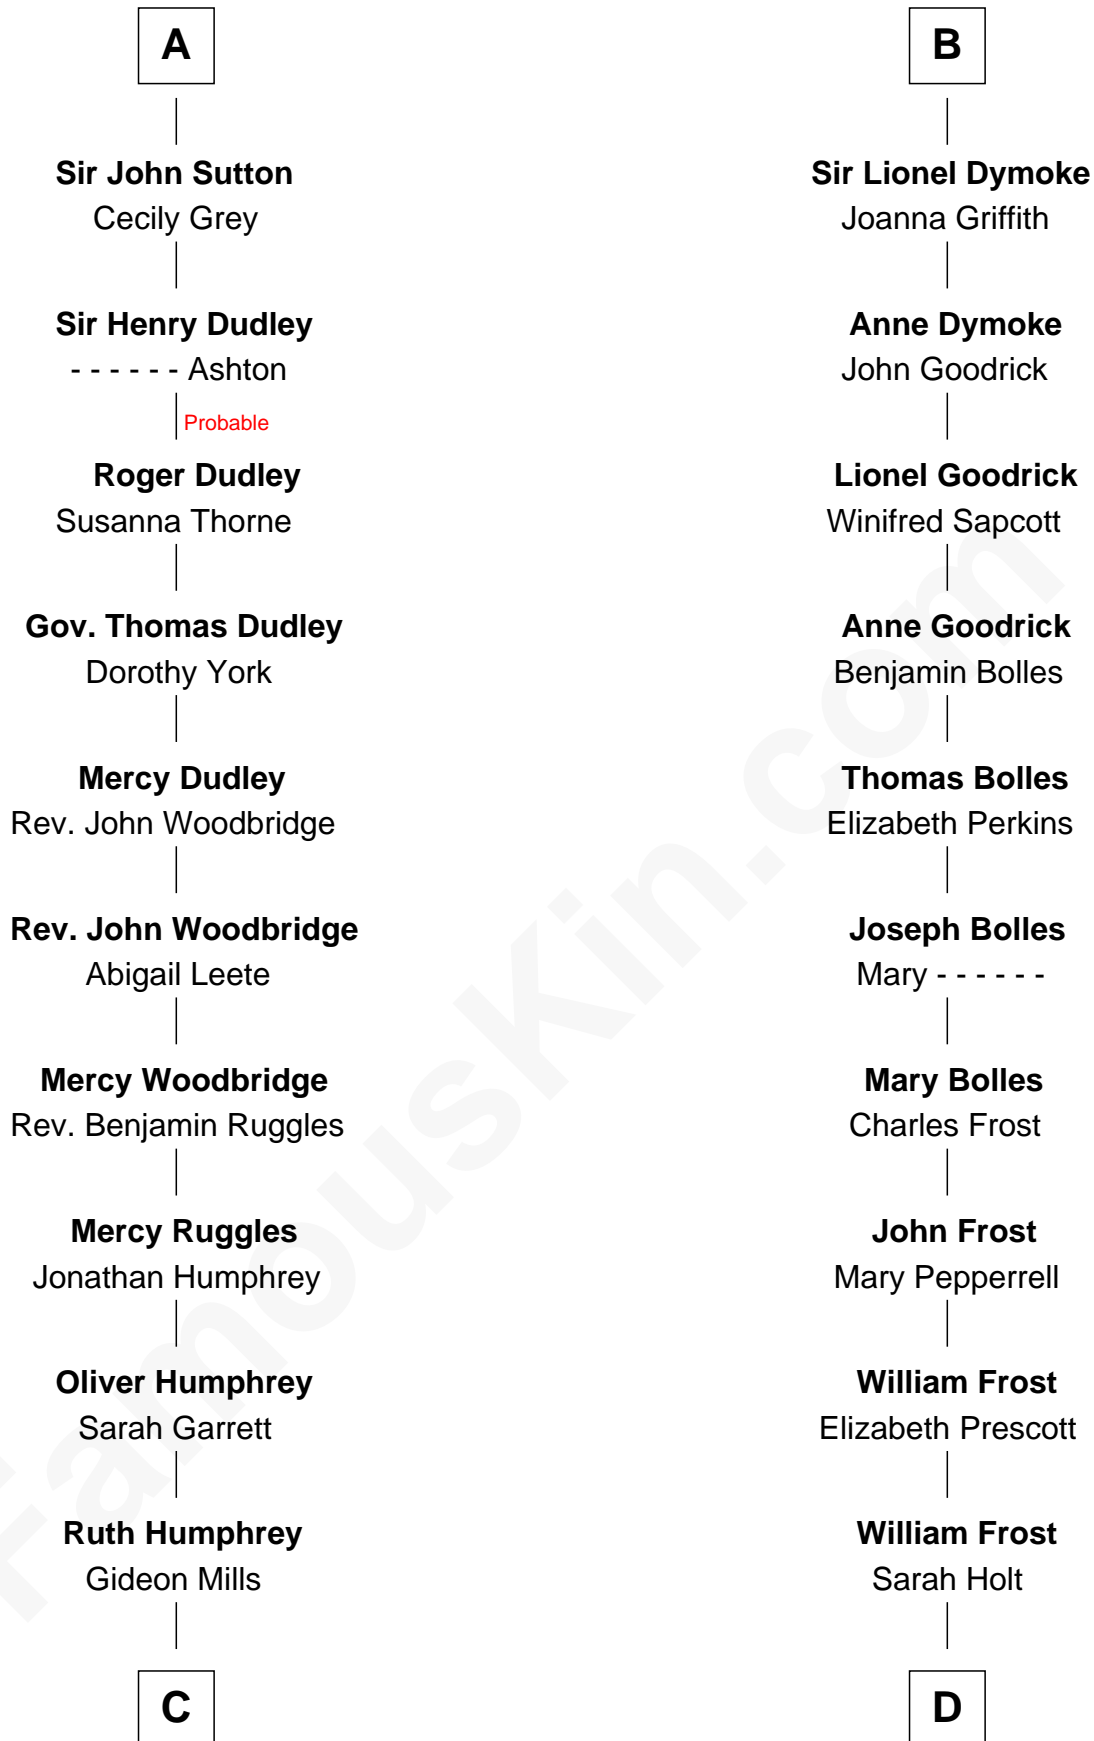 A
Sir John Sutton
Cecily Grey
Sir Henry Dudley
- - - - - - Ashton
Probable
Roger Dudley
Susanna Thorne
Gov. Thomas Dudley
Dorothy York
Mercy Dudley
Rev. John Woodbridge
Rev. John Woodbridge
Abigail Leete
Mercy Woodbridge
Rev. Benjamin Ruggles
Mercy Ruggles
Jonathan Humphrey
Oliver Humphrey
Sarah Garrett
Ruth Humphrey
Gideon Mills
C
B
Sir Lionel Dymoke
Joanna Griffith
Anne Dymoke
John Goodrick
Lionel Goodrick
Winifred Sapcott
Anne Goodrick
Benjamin Bolles
Thomas Bolles
Elizabeth Perkins
Joseph Bolles
Mary - - - - - -
Mary Bolles
Charles Frost
John Frost
Mary Pepperrell
William Frost
Elizabeth Prescott
William Frost
Sarah Holt
D
FamousKin.com